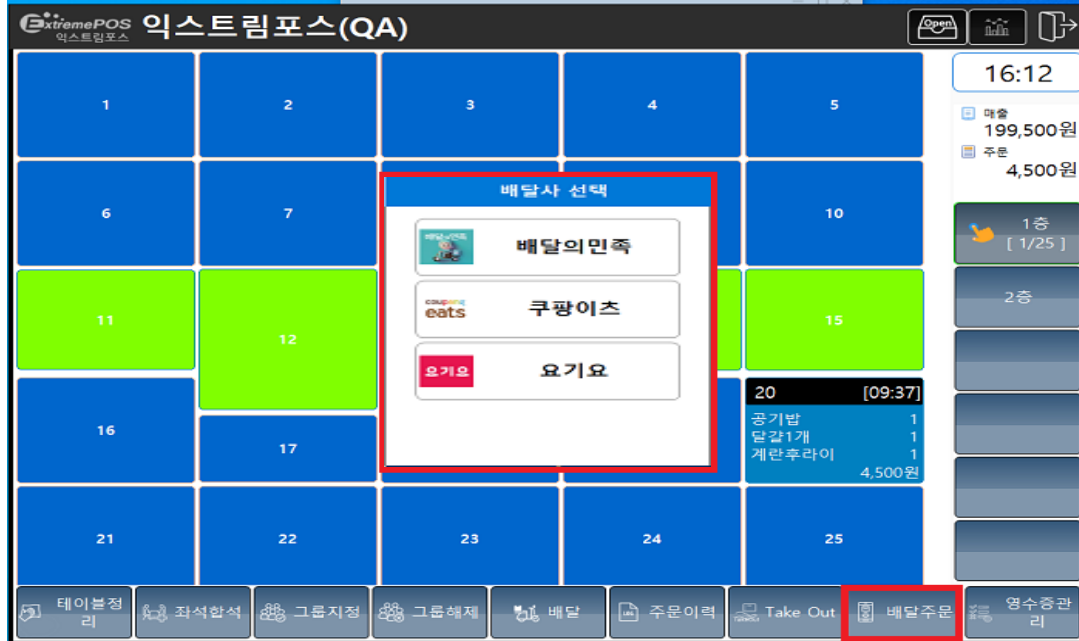 ExtremePOS
익스트림포스
익스트림포스(QA)
Open
1
2
3
4
5
16:12
매출
199,500원
주문
4,500원
6
7
배달사 선택
10
1층
[ 1/25 ]
배달의민족
배달의민족
coupang
eats
쿠팡이츠
요기요
요기요
2층
11
12
15
16
17
20
[09:37]
공기밥 1
달걀1개 1
계란후라이 1
4,500원
21
22
23
24
25
테이블정
리
좌석합석
그룹지정
그룹해제
배달
주문이력
Take Out
배달주문
영수증관
리